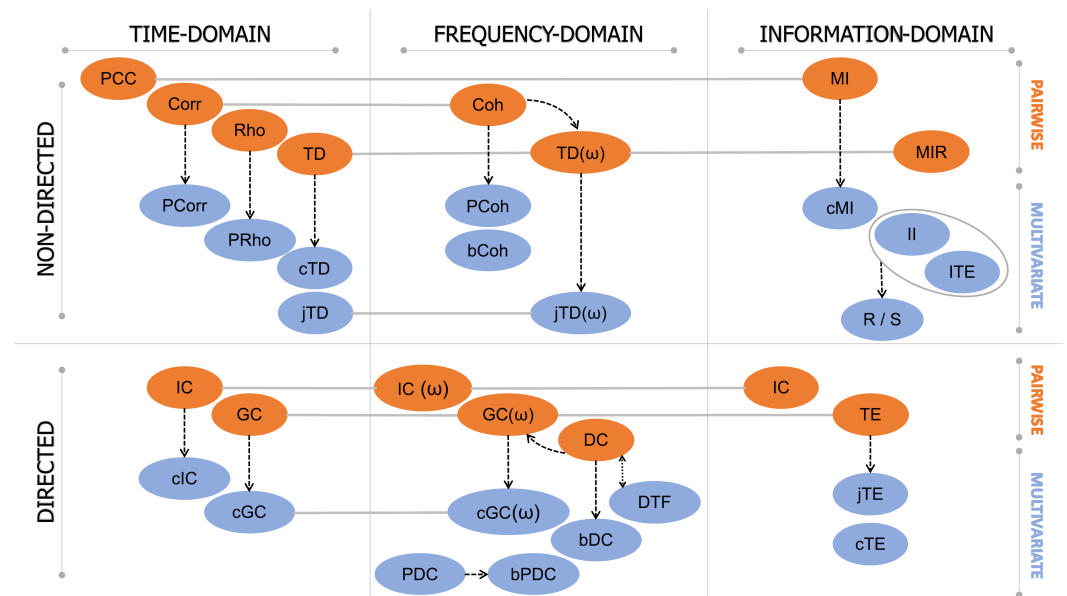 TIME-DOMAIN
FREQUENCY-DOMAIN
INFORMATION-DOMAIN
NON-DIRECTED
PCC
Corr
Rho
TD
PCorr
PRho
cTD
jTD
Coh
TD(ω)
PCoh
bCoh
jTD(ω)
MI
MIR
cMI
II
ITE
R / S
PAIRWISE
MULTIVARIATE
DIRECTED
IC
GC
cIC
cGC
IC (ω)
GC(ω)
DC
cGC(ω)
DTF
bDC
PDC
bPDC
IC
TE
jTE
cTE
PAIRWISE
MULTIVARIATE